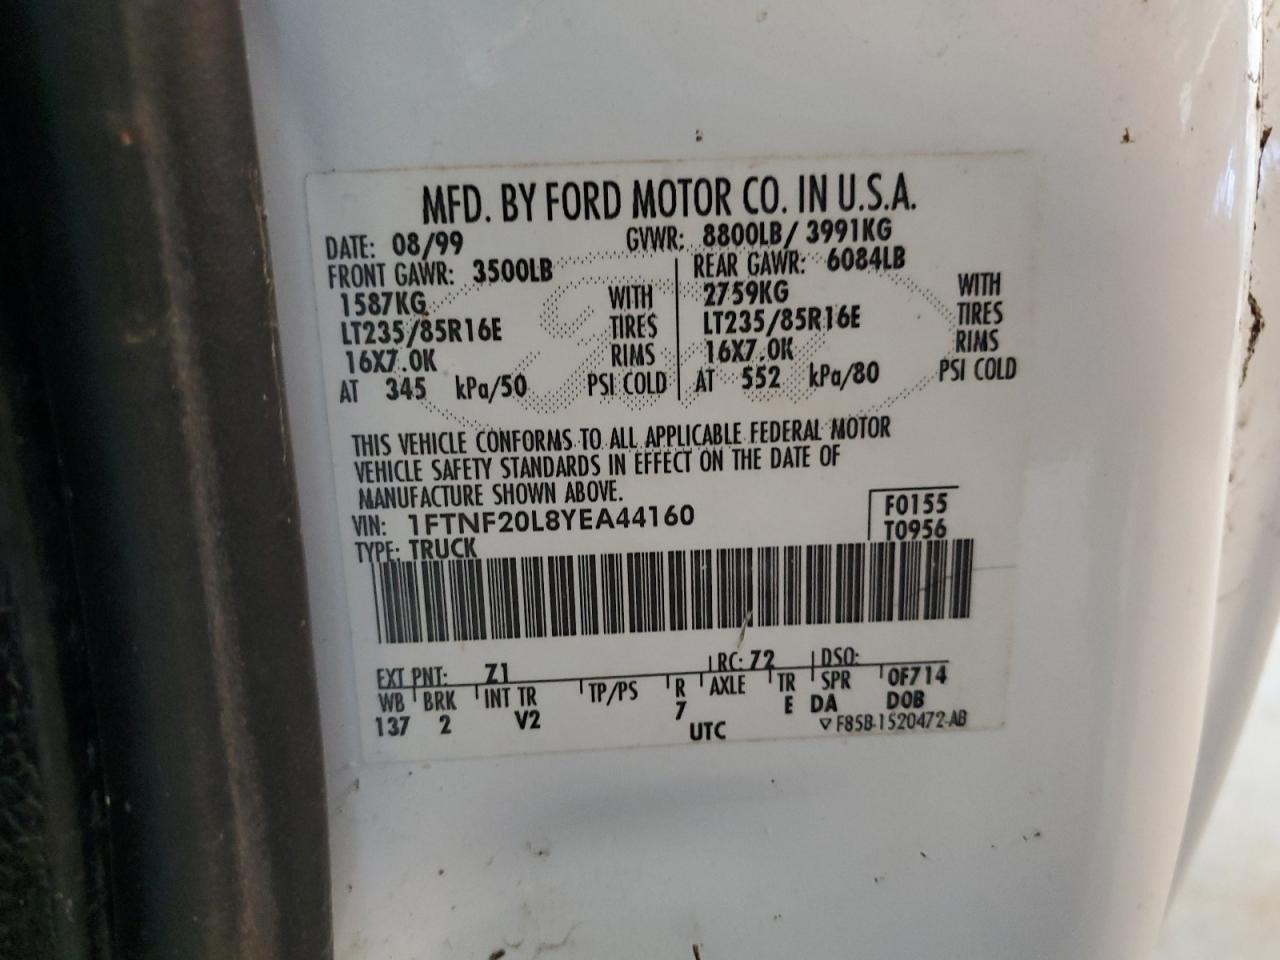 MFD. BY FORD MOTOR CO. IN U.S.A.
DATE: 08/99 GVWR: 8800LB/ 3991KG
FRONT GAWR: 3500LB REAR GAWR: 6084LB
1587KG WITH 2759KG WITH
LT235/85R16E TIRES LT235/85R16E TIRES
16X7.0K RIMS 16X7.0K RIMS
AT 345 kPa/50 PSI COLD AT 552 kPa/80 PSI COLD
THIS VEHICLE CONFORMS TO ALL APPLICABLE FEDERAL MOTOR
VEHICLE SAFETY STANDARDS IN EFFECT ON THE DATE OF
MANUFACTURE SHOWN ABOVE.
VIN: 1FTNF20L8YEA44160 F0155
TYPE: TRUCK T0956
EXT PNT: Z1 RC: 72 DSO:
WB BRK INT TR TP/PS R AXLE TR SPR 0F714
137 2 V2 7 E DA D0B
UTC ▽ F85B-1520472-AB